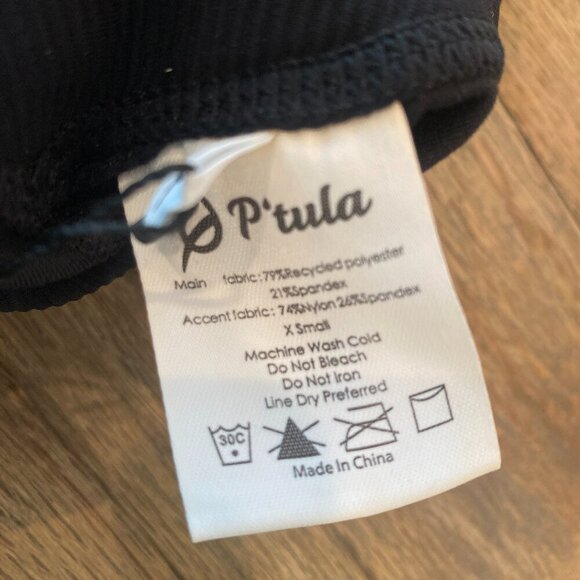 P'tula
Main fabric:79%Recycled polyester
21%Spandex
Accent fabric: 74%Nylon 26%Spandex
X Small
Machine Wash Cold
Do Not Bleach
Do Not Iron
Line Dry Preferred
30C
Made In China